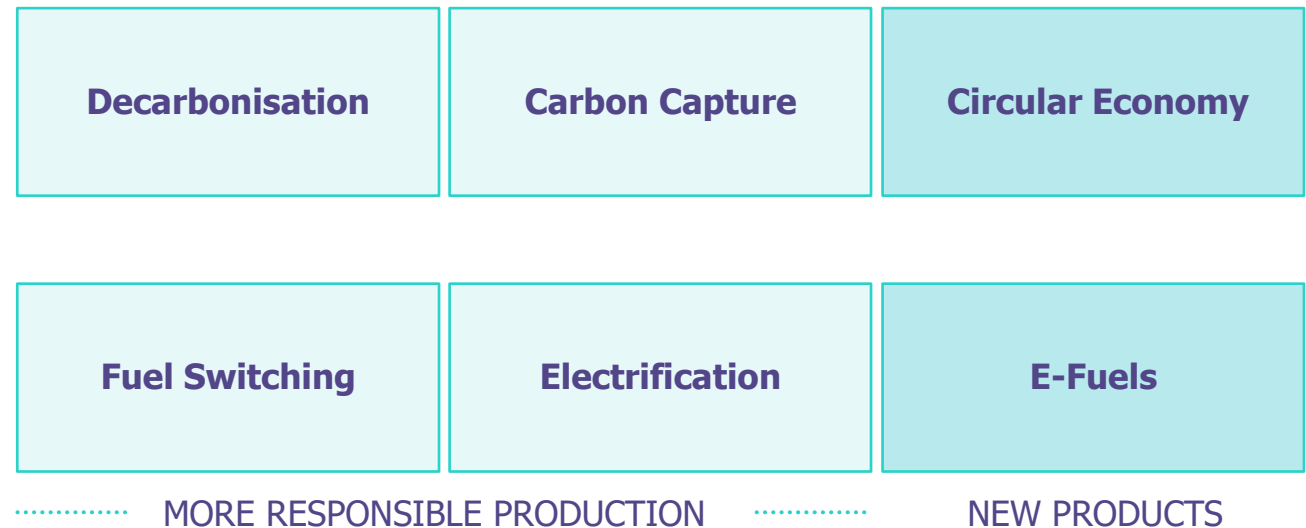 Decarbonisation
Carbon Capture
Circular Economy
Fuel Switching
Electrification
E-Fuels
MORE RESPONSIBLE PRODUCTION
NEW PRODUCTS